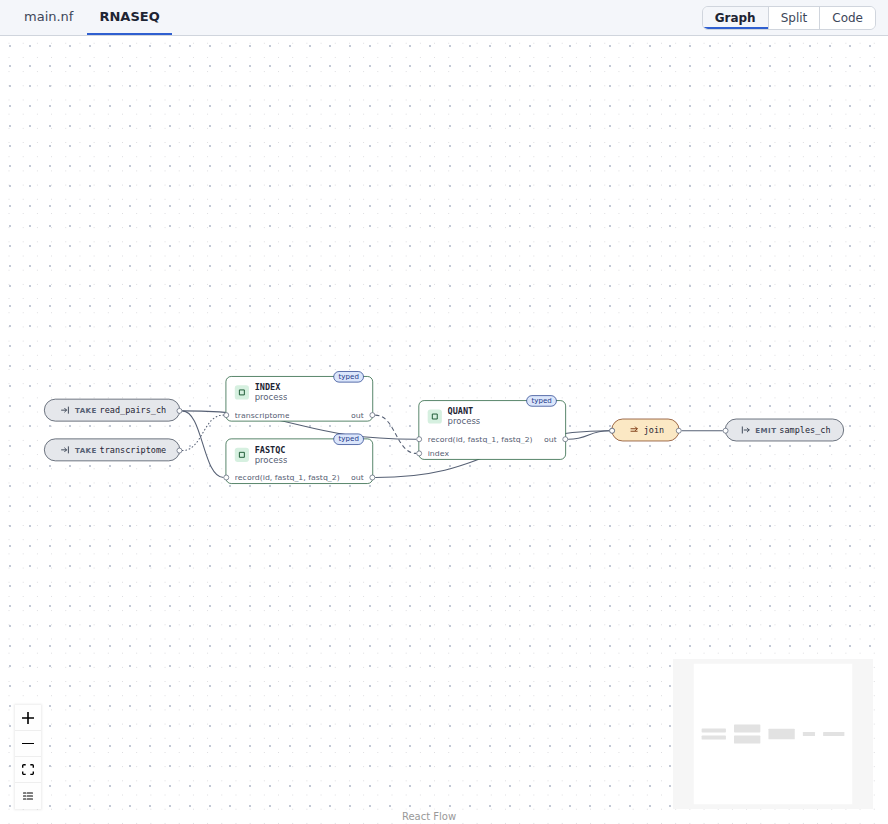 main.nf
RNASEQ
Graph
Split
Code
typed
INDEX
process
transcriptome
out
TAKE read_pairs_ch
TAKE transcriptome
typed
FASTQC
process
record(id, fastq_1, fastq_2)
out
typed
QUANT
process
record(id, fastq_1, fastq_2)
out
index
join
EMIT samples_ch
React Flow